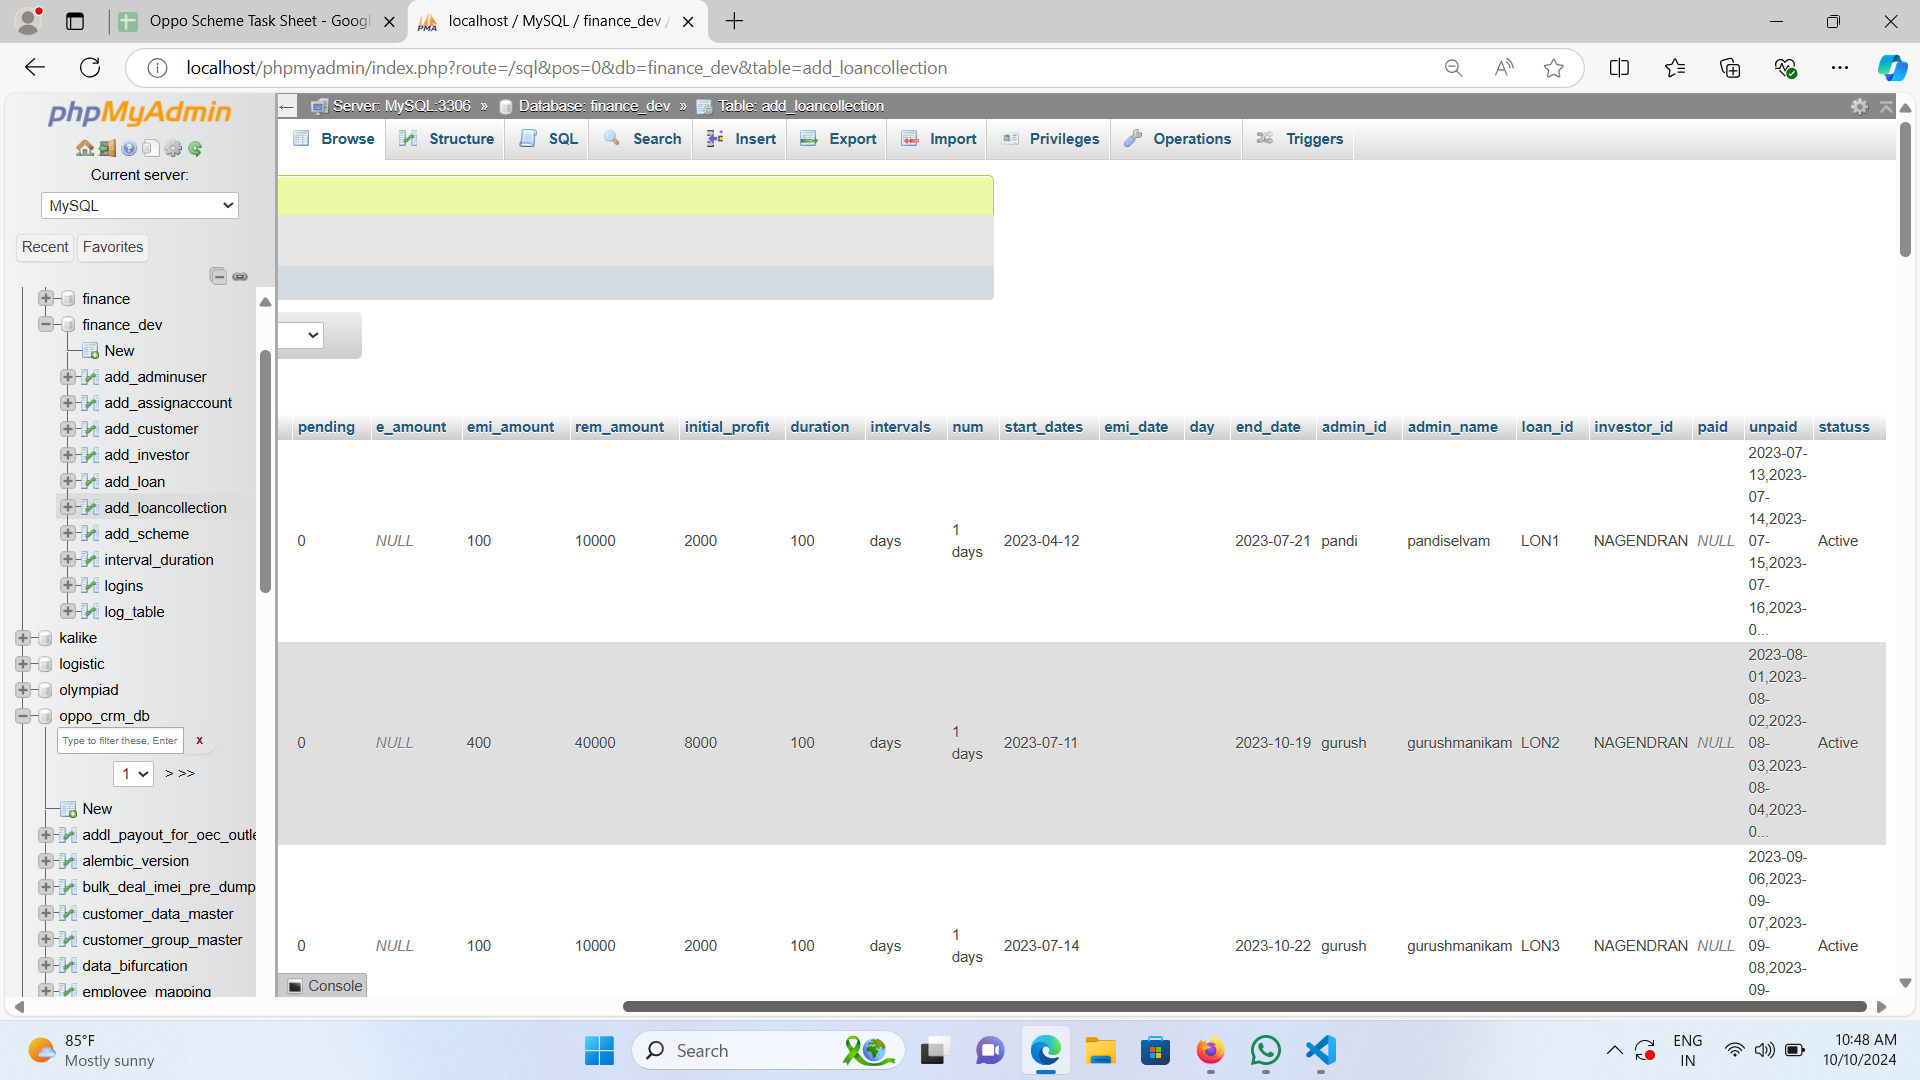 Oppo Scheme Task Sheet - Googl
localhost / MySQL / finance_dev /
localhost/phpmyadmin/index.php?route=/sql&pos=0&db=finance_dev&table=add_loancollection
phpMyAdmin
Current server:
MySQL
Recent Favorites
finance
finance_dev
New
add_adminuser
add_assignaccount
add_customer
add_investor
add_loan
add_loancollection
add_scheme
interval_duration
logins
log_table
kalike
logistic
olympiad
oppo_crm_db
Type to filter these, Enter X
1 > >>
New
addl_payout_for_oec_outle
alembic_version
bulk_deal_imei_pre_dump
customer_data_master
customer_group_master
data_bifurcation
employee_mapping
Server: MySQL:3306 » Database: finance_dev » Table: add_loancollection
Browse Structure SQL Search Insert Export Import Privileges Operations Triggers
pending e_amount emi_amount rem_amount initial_profit duration intervals num start_dates emi_date day end_date admin_id admin_name loan_id investor_id paid unpaid statuss
2023-07-
13,2023-
07-
14,2023-
07-
15,2023-
07-
16,2023-
0...
0 NULL 100 10000 2000 100 days 1 days 2023-04-12 2023-07-21 pandi pandiselvam LON1 NAGENDRAN NULL Active
2023-08-
01,2023-
08-
02,2023-
08-
03,2023-
08-
04,2023-
0...
0 NULL 400 40000 8000 100 days 1 days 2023-07-11 2023-10-19 gurush gurushmanikam LON2 NAGENDRAN NULL Active
2023-09-
06,2023-
09-
07,2023-
09-
08,2023-
09-
0 NULL 100 10000 2000 100 days 1 days 2023-07-14 2023-10-22 gurush gurushmanikam LON3 NAGENDRAN NULL Active
Console
85°F
Mostly sunny
Search
ENG
IN
10:48 AM
10/10/2024